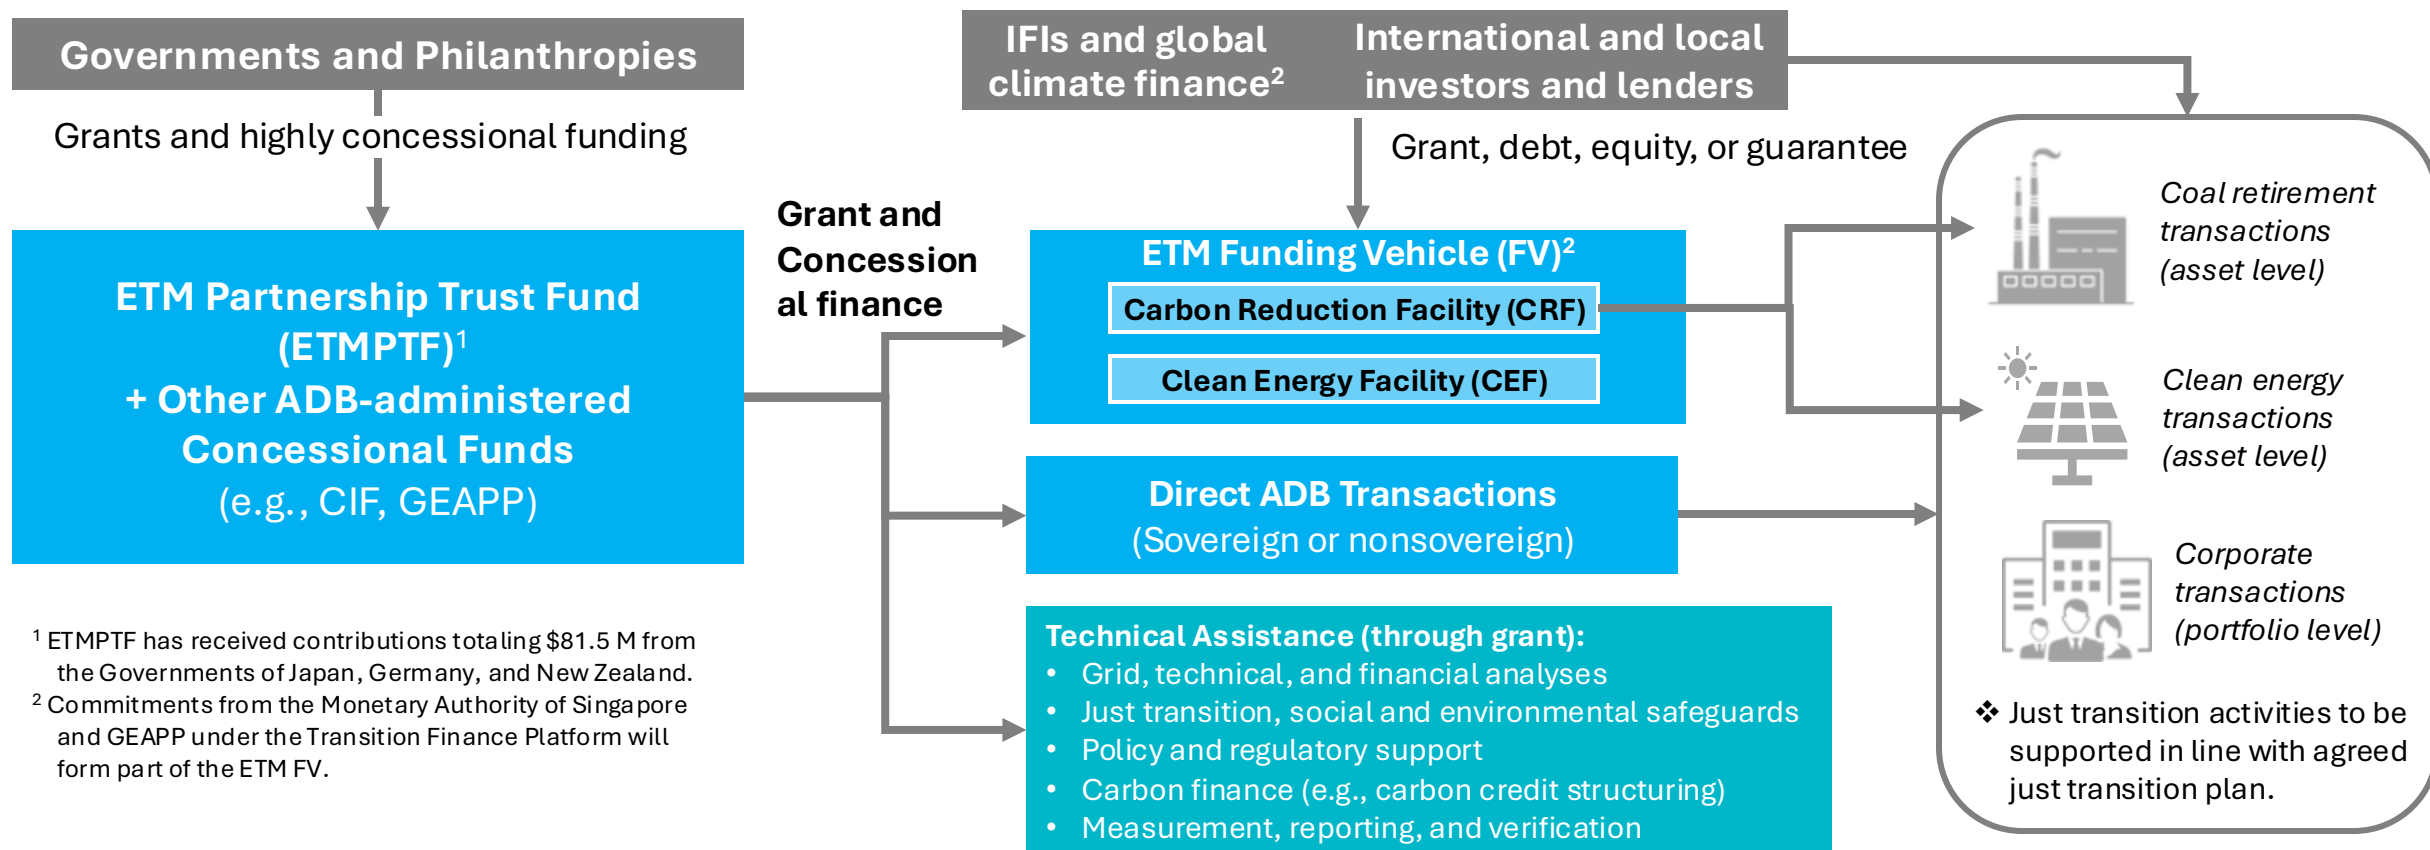 Governments and Philanthropies
Grants and highly concessional funding
ETM Partnership Trust Fund
(ETMPTF)¹
+ Other ADB-administered
Concessional Funds
(e.g., CIF, GEAPP)
¹ ETMPTF has received contributions totaling $81.5 M from
the Governments of Japan, Germany, and New Zealand.
² Commitments from the Monetary Authority of Singapore
and GEAPP under the Transition Finance Platform will
form part of the ETM FV.
Grant and
Concession
al finance
IFIs and global
climate finance²
International and local
investors and lenders
Grant, debt, equity, or guarantee
ETM Funding Vehicle (FV)²
Carbon Reduction Facility (CRF)
Clean Energy Facility (CEF)
Direct ADB Transactions
(Sovereign or nonsovereign)
Technical Assistance (through grant):
• Grid, technical, and financial analyses
• Just transition, social and environmental safeguards
• Policy and regulatory support
• Carbon finance (e.g., carbon credit structuring)
• Measurement, reporting, and verification
Coal retirement
transactions
(asset level)
Clean energy
transactions
(asset level)
Corporate
transactions
(portfolio level)
❖ Just transition activities to be
supported in line with agreed
just transition plan.